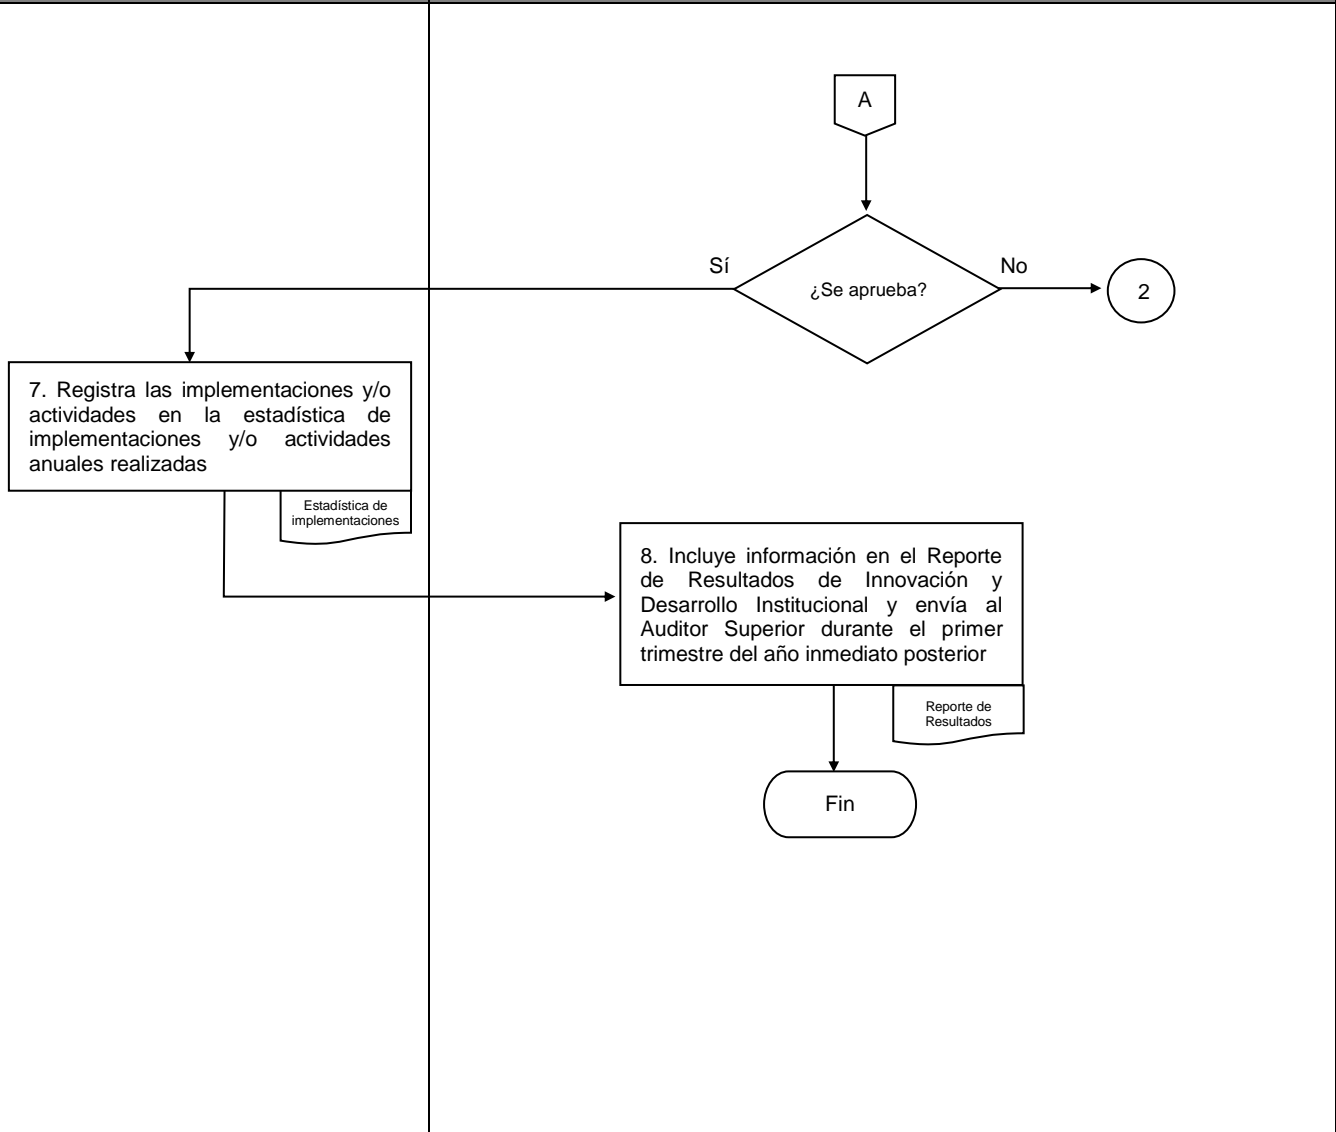 A
Sí
No
¿Se aprueba?
2
7. Registra las implementaciones y/o
actividades en la estadística de
implementaciones y/o actividades
anuales realizadas
Estadística de
implementaciones
8. Incluye información en el Reporte
de Resultados de Innovación y
Desarrollo Institucional y envía al
Auditor Superior durante el primer
trimestre del año inmediato posterior
Reporte de
Resultados
Fin